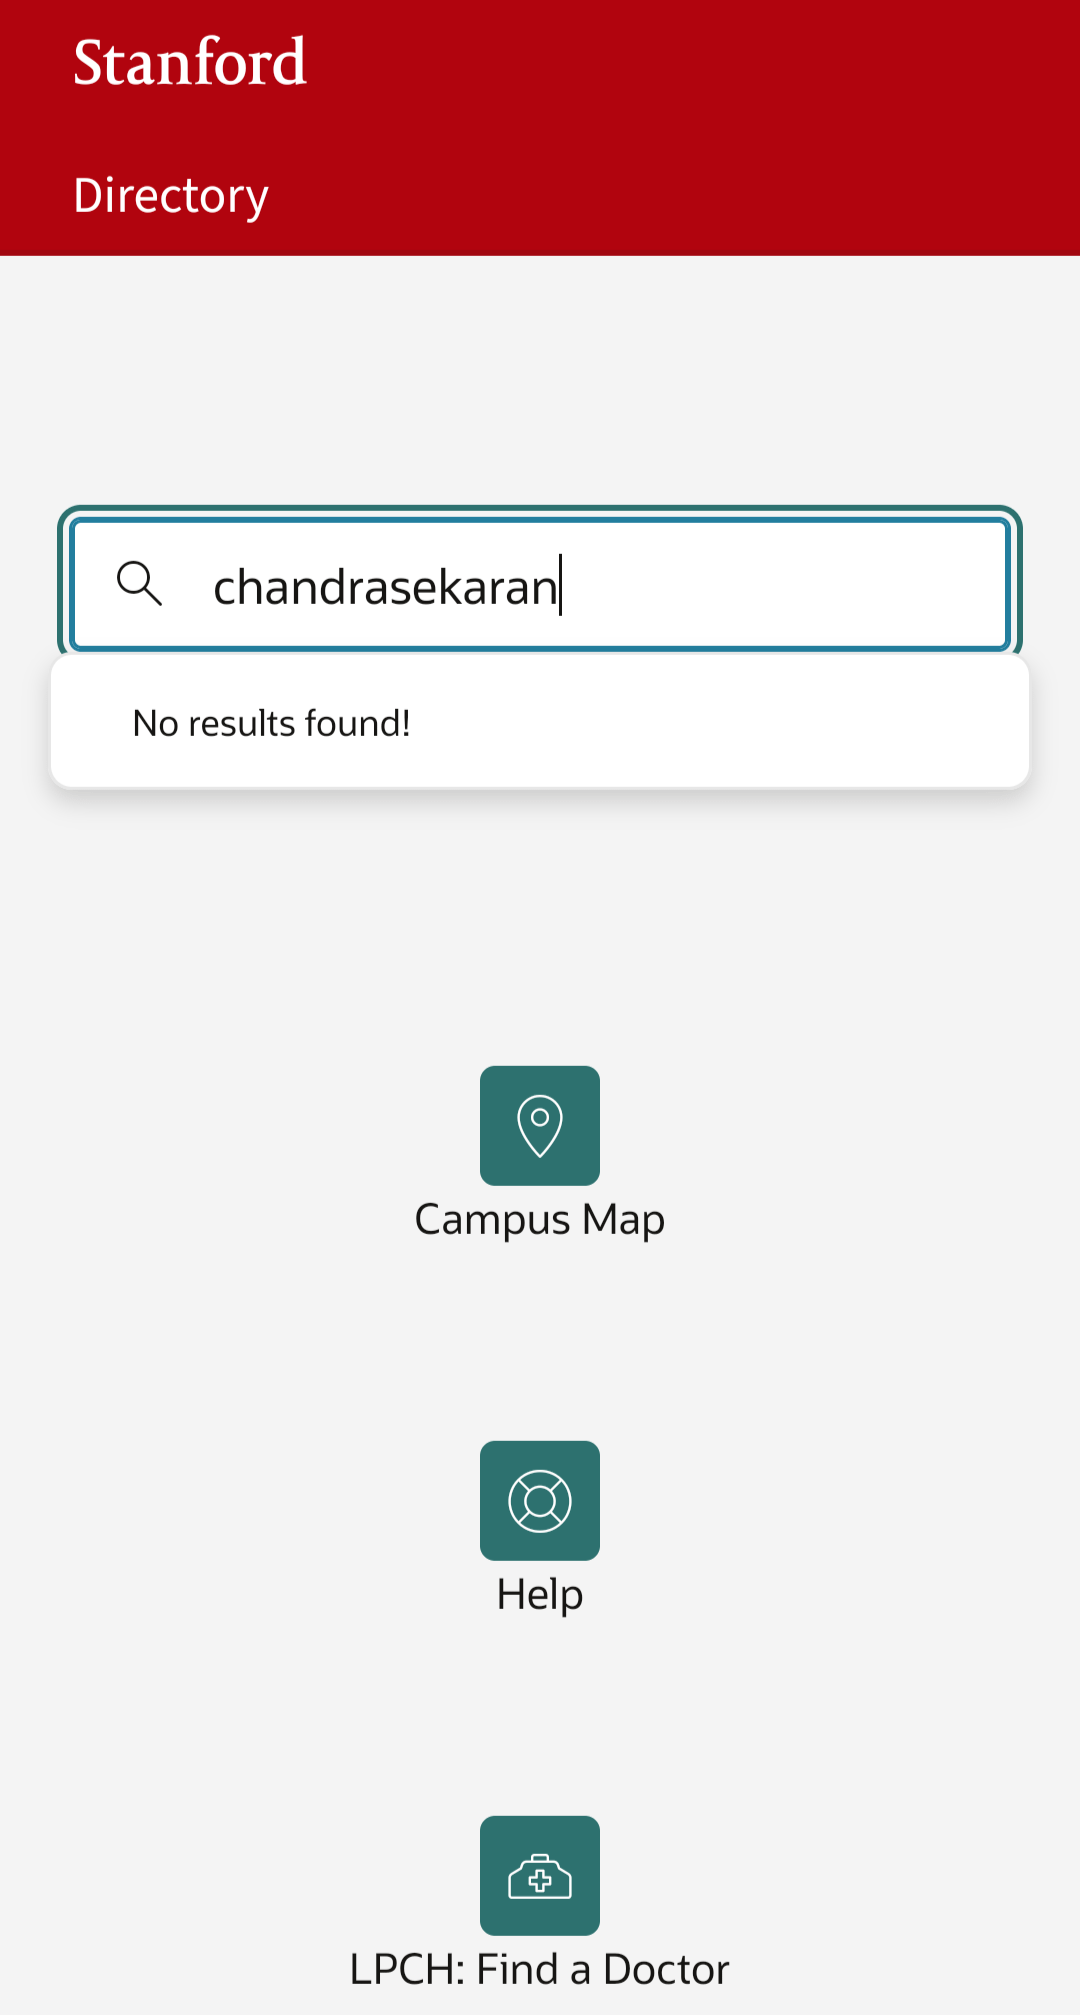 Stanford
Directory
chandrasekaran
No results found!
Campus Map
Help
LPCH: Find a Doctor